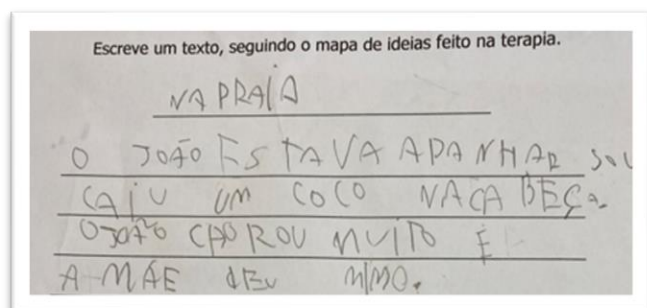 Escreve um texto, seguindo o mapa de ideias feito na terapia.
NA PRAIA
O JOÃO ESTAVA APANHAR SOL
CAIU UM COCO NA CABEÇA
O JOÃO CHOROU MUITO E
A MÃE dEU MIMO.